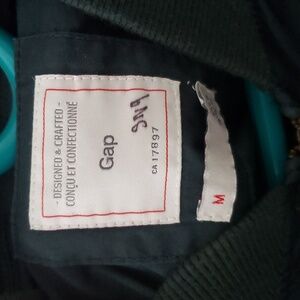 - DESIGNED & CRAFTED -
CONÇU ET CONFECTIONNÉ
Gap
CA 17897
M